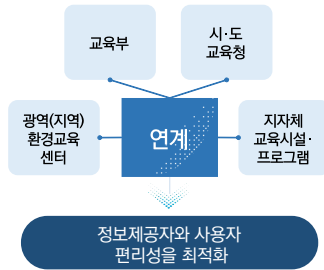 교육부
시·도
교육청
광역(지역)
환경교육
센터
연계
지자체
교육시설·
프로그램
정보제공자와 사용자
편리성을 최적화